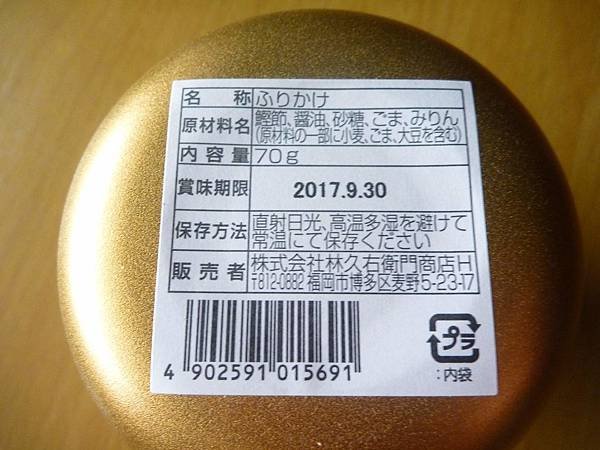 名 称 ふりかけ
原材料名 鰹節、醤油、砂糖、ごま、みりん
(原材料の一部に小麦、ごま、大豆を含む)
内容量 70g
賞味期限 2017.9.30
保存方法 直射日光、高温多湿を避けて
常温にて保存ください
販売者 株式会社林久右衛門商店H
〒812-0882 福岡市博多区麦野5-23-17
プラ
:内袋
4 902591 015691